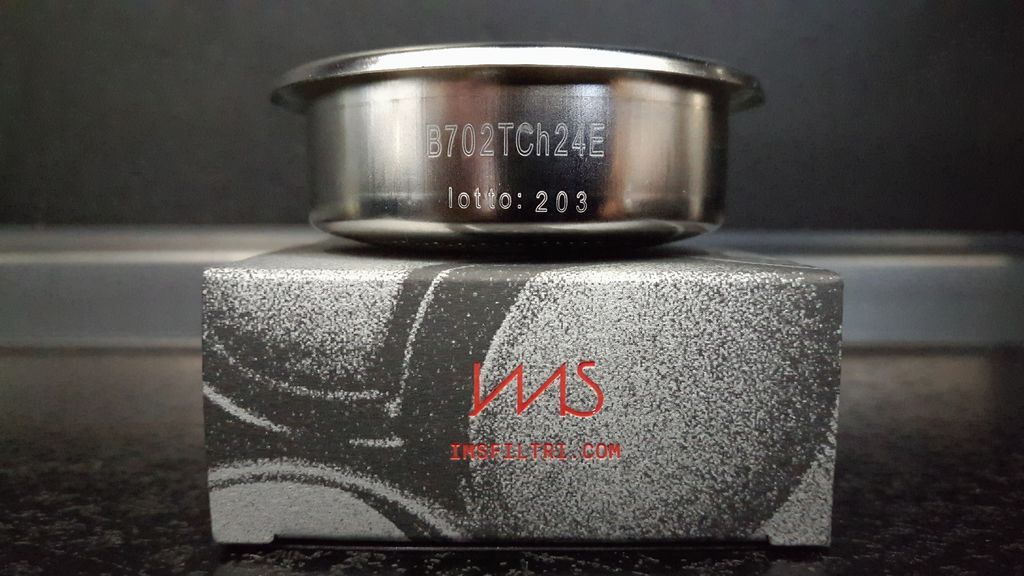 B702TCh24E
lotto: 203
IMS
IMSFILTRI.COM